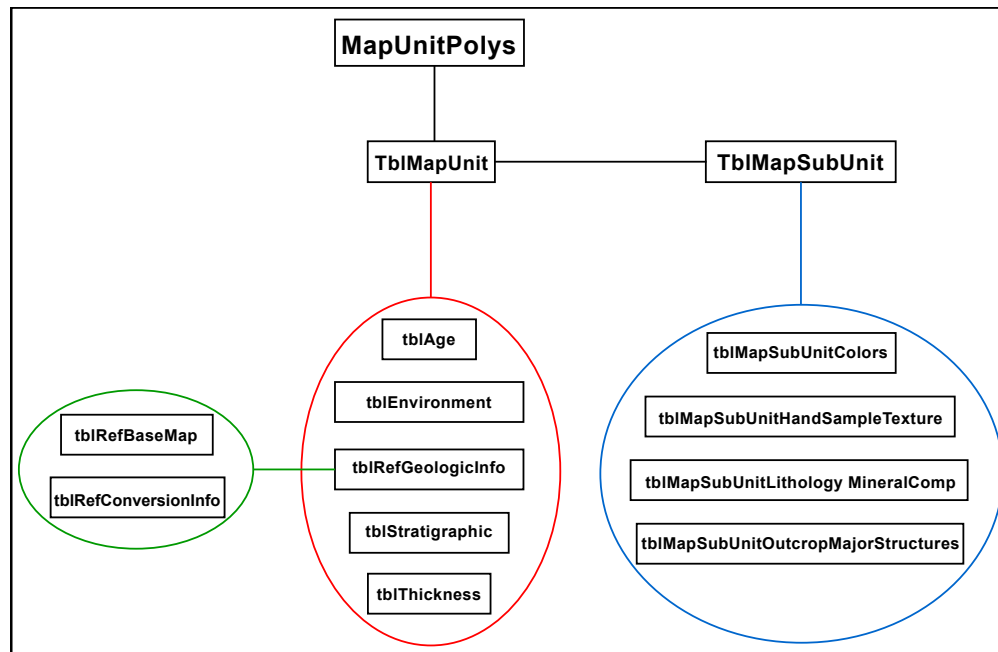 MapUnitPolys
TblMapUnit
TblMapSubUnit
tblAge
tblEnvironment
tblRefGeologicInfo
tblStratigraphic
tblThickness
tblRefBaseMap
tblRefConversionInfo
tblMapSubUnitColors
tblMapSubUnitHandSampleTexture
tblMapSubUnitLithology MineralComp
tblMapSubUnitOutcropMajorStructures